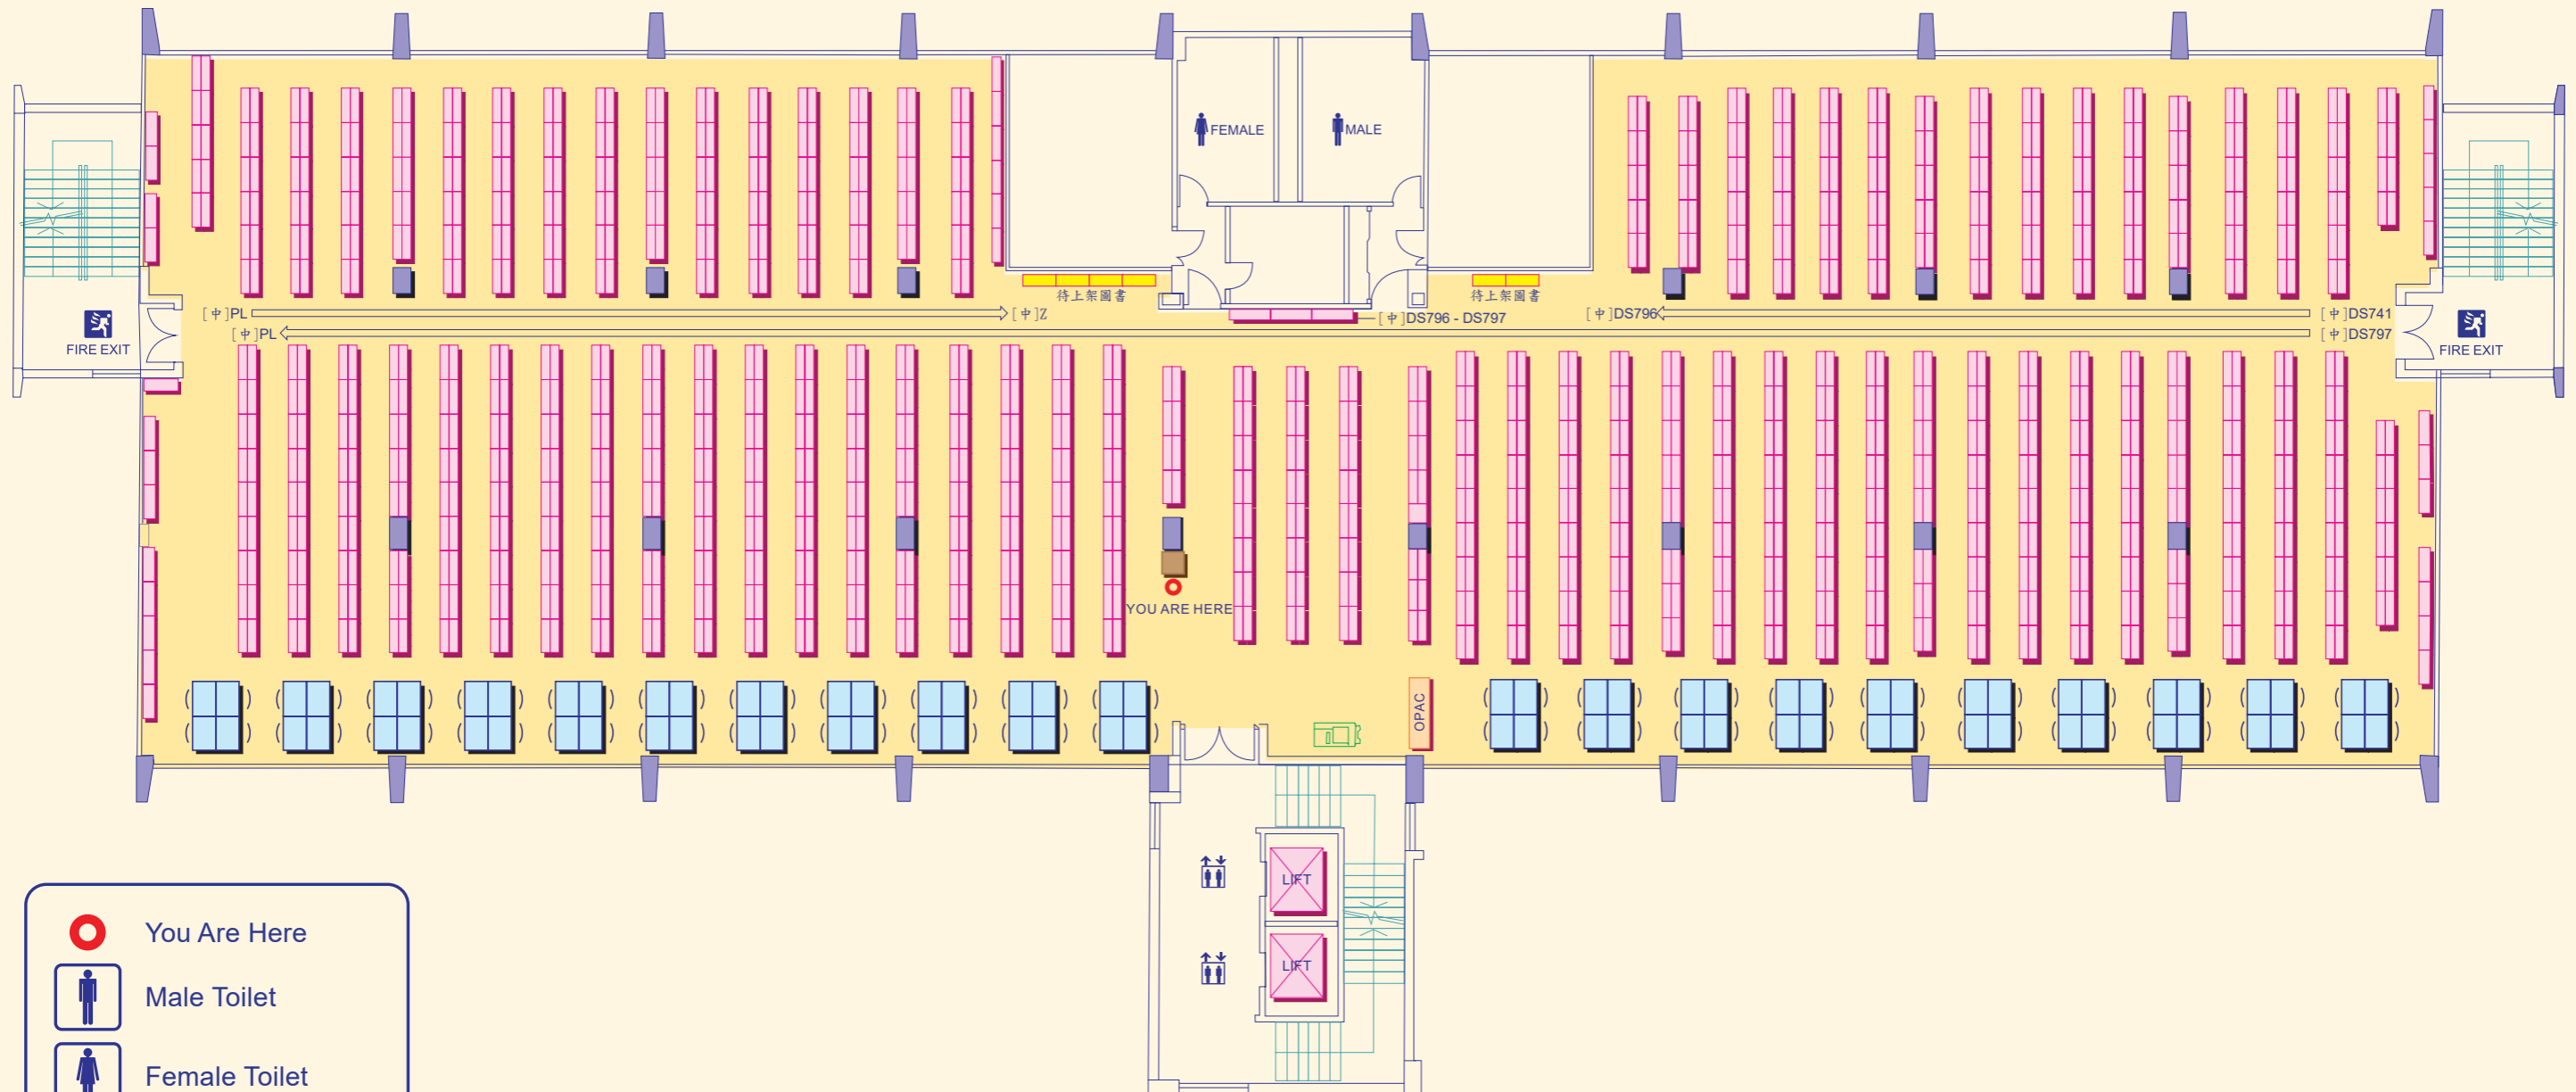 FEMALE
MALE
待上架圖書
待上架圖書
[中]PL
[中]Z
[中]DS796 - DS797
[中]DS796
[中]DS741
[中]PL
[中]DS797
FIRE EXIT
FIRE EXIT
YOU ARE HERE
OPAC
LIFT
LIFT
You Are Here
Male Toilet
Female Toilet